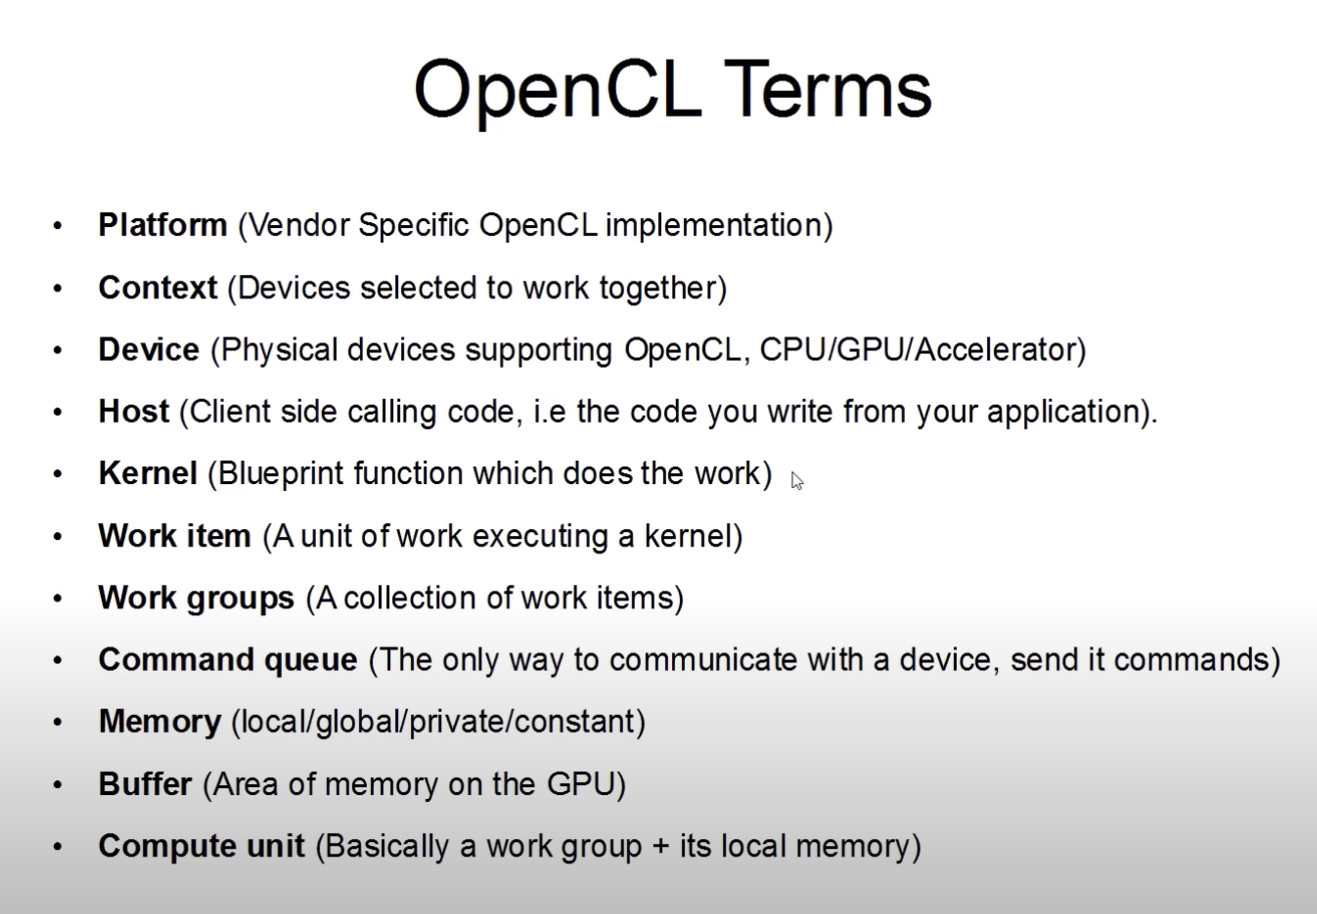 OpenCL Terms
• Platform (Vendor Specific OpenCL implementation)
• Context (Devices selected to work together)
• Device (Physical devices supporting OpenCL, CPU/GPU/Accelerator)
• Host (Client side calling code, i.e the code you write from your application).
• Kernel (Blueprint function which does the work)
• Work item (A unit of work executing a kernel)
• Work groups (A collection of work items)
• Command queue (The only way to communicate with a device, send it commands)
• Memory (local/global/private/constant)
• Buffer (Area of memory on the GPU)
• Compute unit (Basically a work group + its local memory)